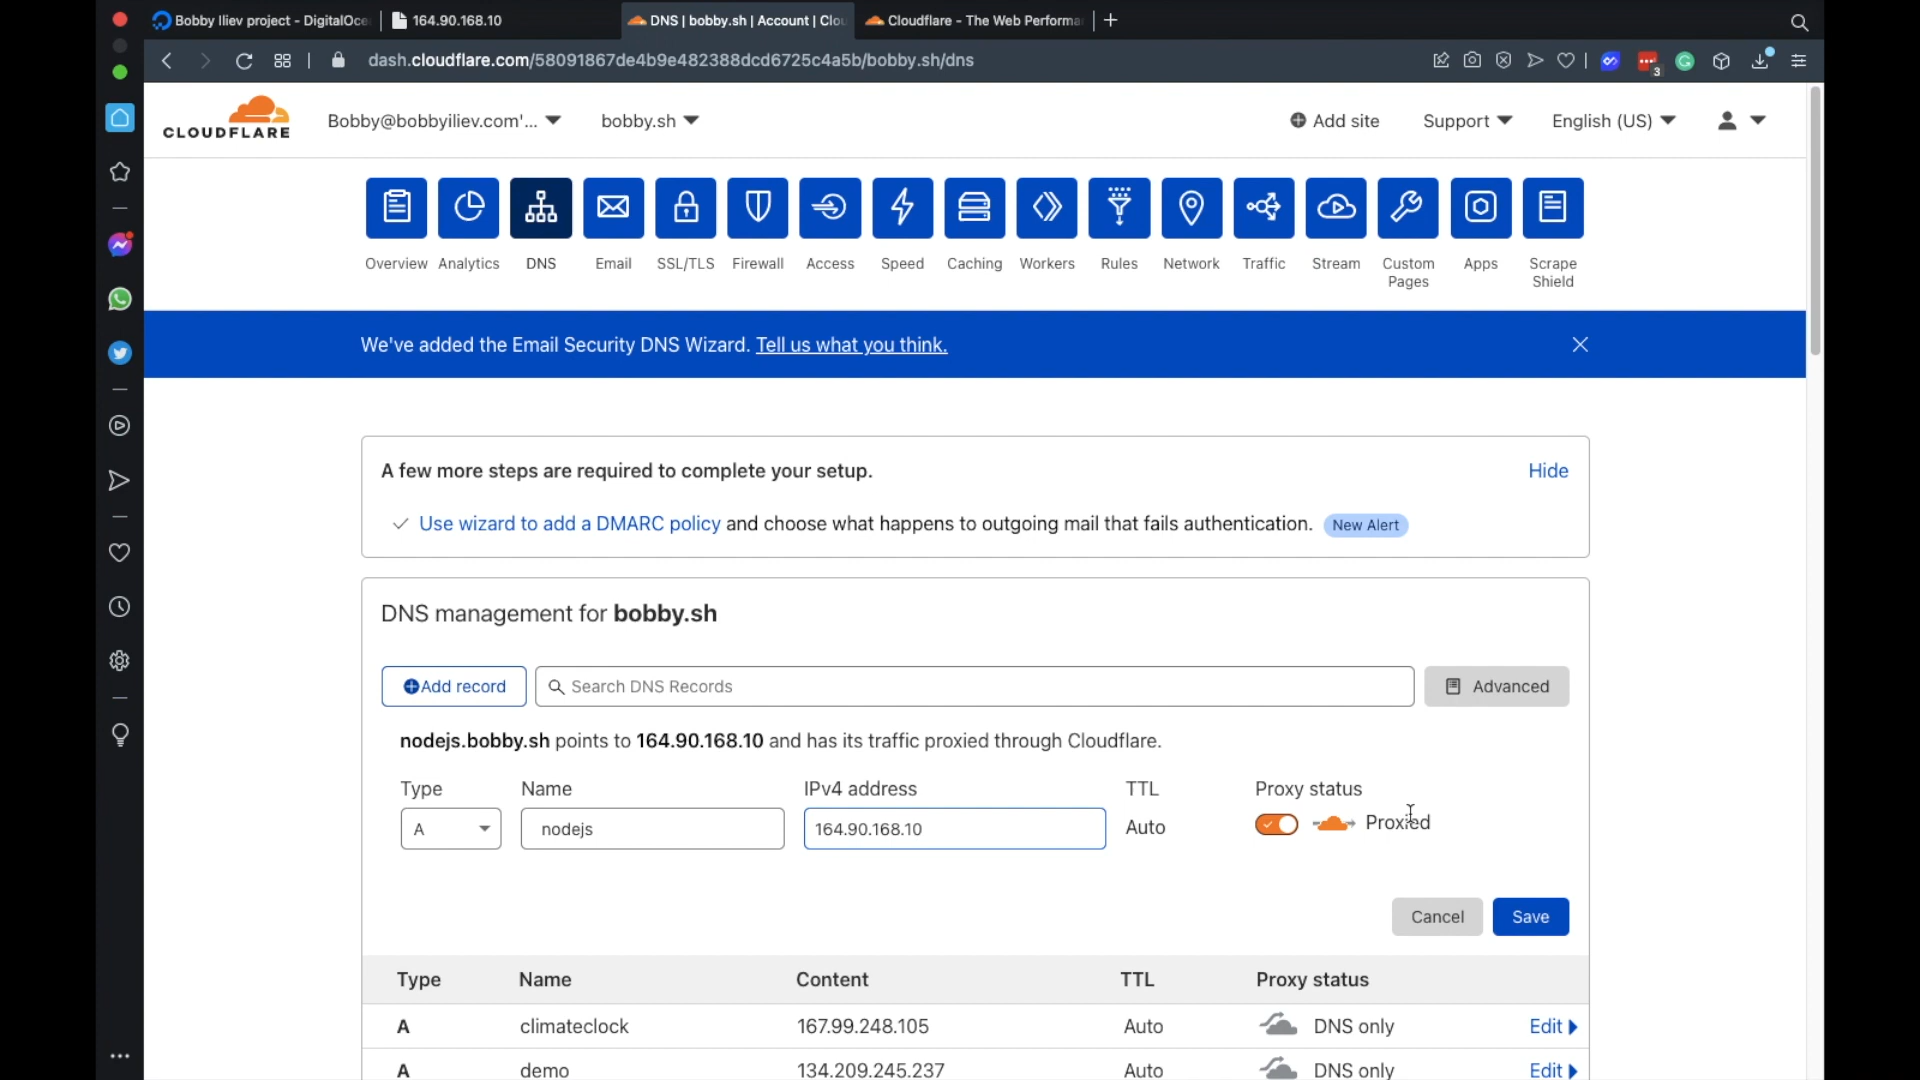 Bobby Iliev project - DigitalOce
164.90.168.10
DNS | bobby.sh | Account | Clou
Cloudflare - The Web Performa
dash.cloudflare.com/58091867de4b9e482388dcd6725c4a5b/bobby.sh/dns
3
CLOUDFLARE
Bobby@bobbyiliev.com'...
bobby.sh
Add site
Support
English (US)
Overview
Analytics
DNS
Email
SSL/TLS
Firewall
Access
Speed
Caching
Workers
Rules
Network
Traffic
Stream
Custom Pages
Apps
Scrape Shield
We've added the Email Security DNS Wizard. Tell us what you think.
A few more steps are required to complete your setup.
Hide
Use wizard to add a DMARC policy and choose what happens to outgoing mail that fails authentication.
New Alert
DNS management for bobby.sh
Add record
Search DNS Records
Advanced
nodejs.bobby.sh points to 164.90.168.10 and has its traffic proxied through Cloudflare.
Type Name IPv4 address TTL Proxy status
A nodejs 164.90.168.10 Auto Proxied
Cancel
Save
Type Name Content TTL Proxy status
A climateclock 167.99.248.105 Auto DNS only Edit
A demo 134.209.245.237 Auto DNS only Edit